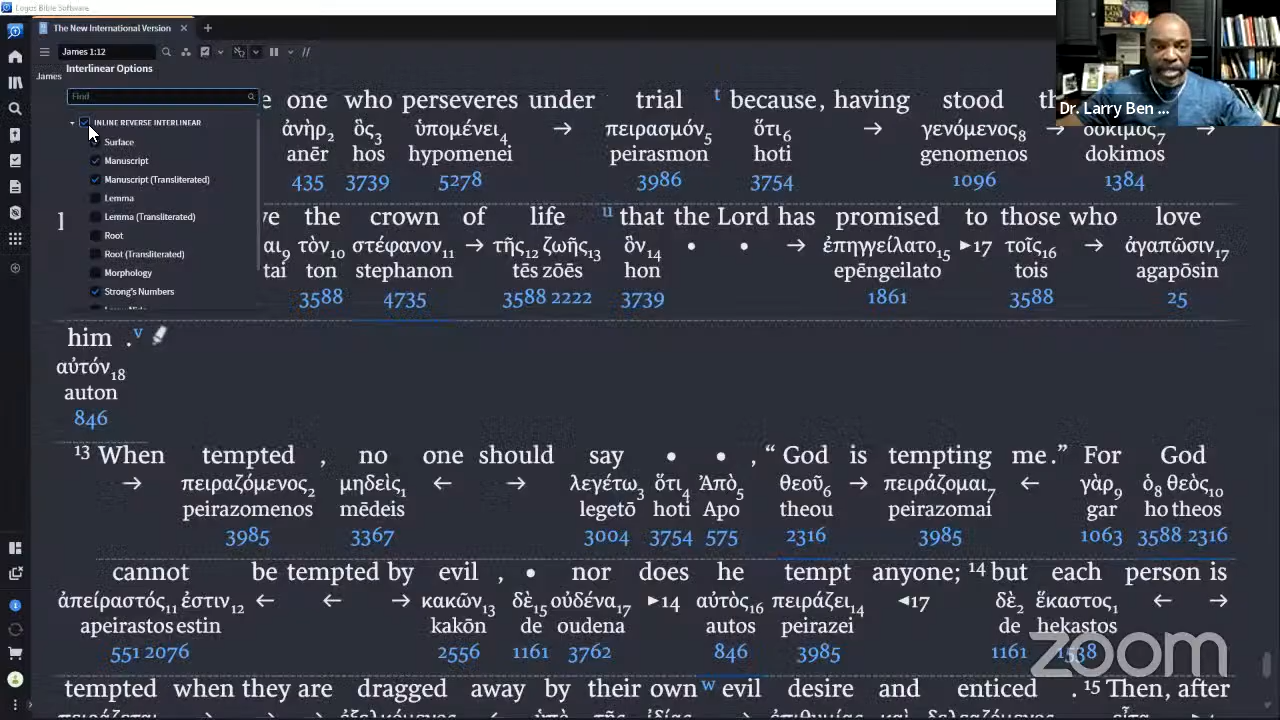 Logos Bible Software
The New International Version
James 1:12
James
Interlinear Options
Find
INLINE REVERSE INTERLINEAR
Surface
Manuscript
Manuscript (Transliterated)
Lemma
Lemma (Transliterated)
Root
Root (Transliterated)
Morphology
Strong's Numbers
e one who perseveres under trial t because, having stood th
ἀνὴρ2 ὅς3 ὑπομένει4 → πειρασμόν5 ὅτι6 → γενόμενος8 δόκιμος7
anēr hos hypomenei peirasmon hoti genomenos dokimos
435 3739 5278 3986 3754 1096 1384
ve the crown of life u that the Lord has promised to those who love
αι9 τὸν10 στέφανον11 → τῆς12 ζωῆς13 ὃν14 • • → ἐπηγγείλατο15 ▸17 τοῖς16 → ἀγαπῶσιν17
tai ton stephanon tēs zōēs hon epēngeilato tois agapōsin
3588 4735 3588 2222 3739 1861 3588 25
him . v
αὐτόν18
auton
846
13 When tempted , no one should say • • , “ God is tempting me.” For God
→ πειραζόμενος2 μηδεὶς1 ← → λεγέτω3 ὅτι4 Ἀπὸ5 θεοῦ6 → πειράζομαι7 ← γάρ9 ὁ8 θεὸς10
peirazomenos mēdeis legetō hoti Apo theou peirazomai gar ho theos
3985 3367 3004 3754 575 2316 3985 1063 3588 2316
cannot be tempted by evil , • nor does he tempt anyone; 14 but each person is
ἀπείραστός11 ἐστιν12 ← ← → κακῶν13 δὲ15 οὐδένα17 ▸14 αὐτὸς16 πειράζει14 ◂17 δὲ2 ἕκαστος1 ← →
apeirastos estin kakōn de oudena autos peirazei de hekastos
551 2076 2556 1161 3762 846 3985 1161 1538
tempted when they are dragged away by their own w evil desire and enticed . 15 Then, after
Dr. Larry Ben ...
zoom